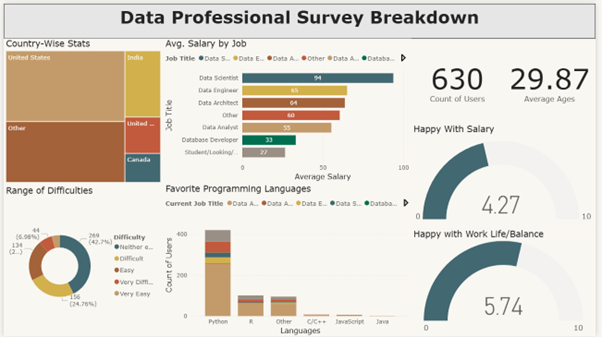 Data Professional Survey Breakdown
Country-Wise Stats
United States
India
Other
United ...
Canada
Avg. Salary by Job
Job Title
Data S...
Data E...
Data A...
Other
Data A...
Databa...
Job Title
Data Scientist
94
Data Engineer
65
Data Architect
64
Other
60
Data Analyst
55
Database Developer
33
Student/Looking/...
27
0
50
100
Average Salary
630
Count of Users
29.87
Average Ages
Happy With Salary
4.27
0
10
Range of Difficulties
44
(6.98%)
134
(2...)
269
(42.7%)
156
(24.76%)
Difficulty
Neither e...
Difficult
Easy
Very Diffi...
Very Easy
Favorite Programming Languages
Current Job Title
Data A...
Data A...
Data E...
Data S...
Databa...
Count of Users
400
200
0
Python
R
Other
C/C++
JavaScript
Java
Languages
Happy with Work Life/Balance
5.74
0
10